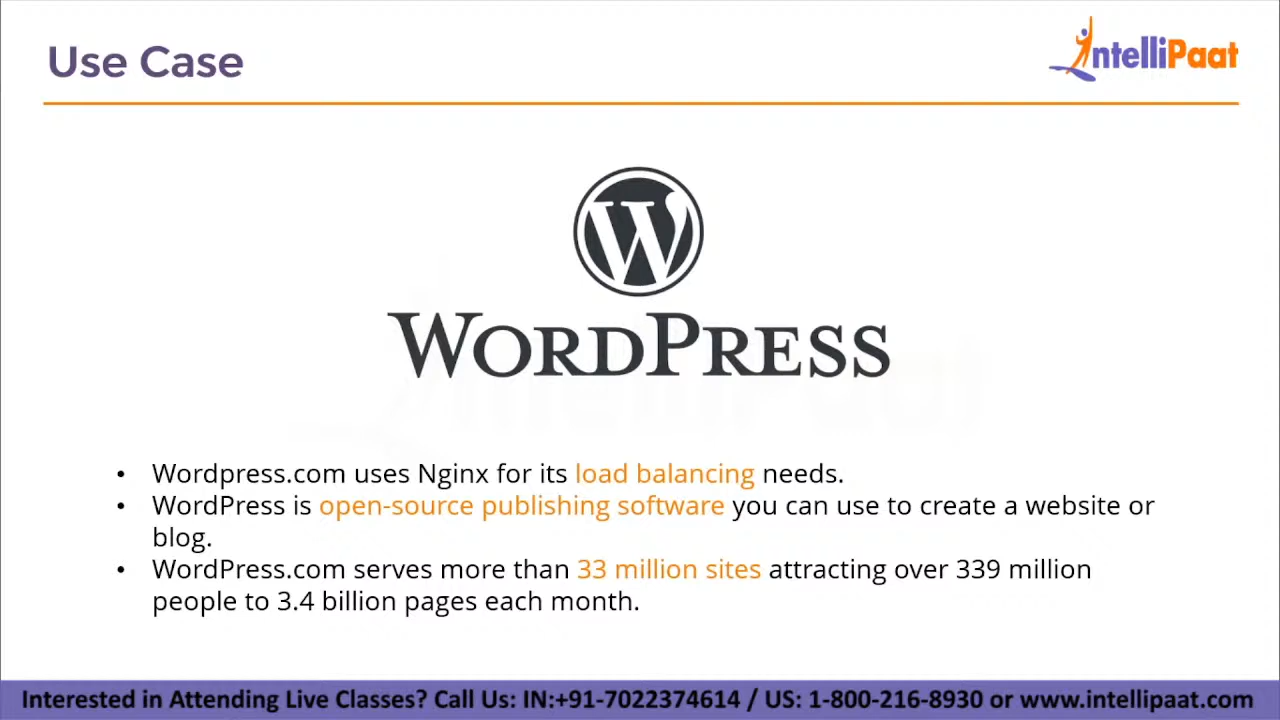 Use Case
IntelliPaat
W
WORDPRESS
• Wordpress.com uses Nginx for its load balancing needs.
• WordPress is open-source publishing software you can use to create a website or
blog.
• WordPress.com serves more than 33 million sites attracting over 339 million
people to 3.4 billion pages each month.
Interested in Attending Live Classes? Call Us: IN:+91-7022374614 / US: 1-800-216-8930 or www.intellipaat.com